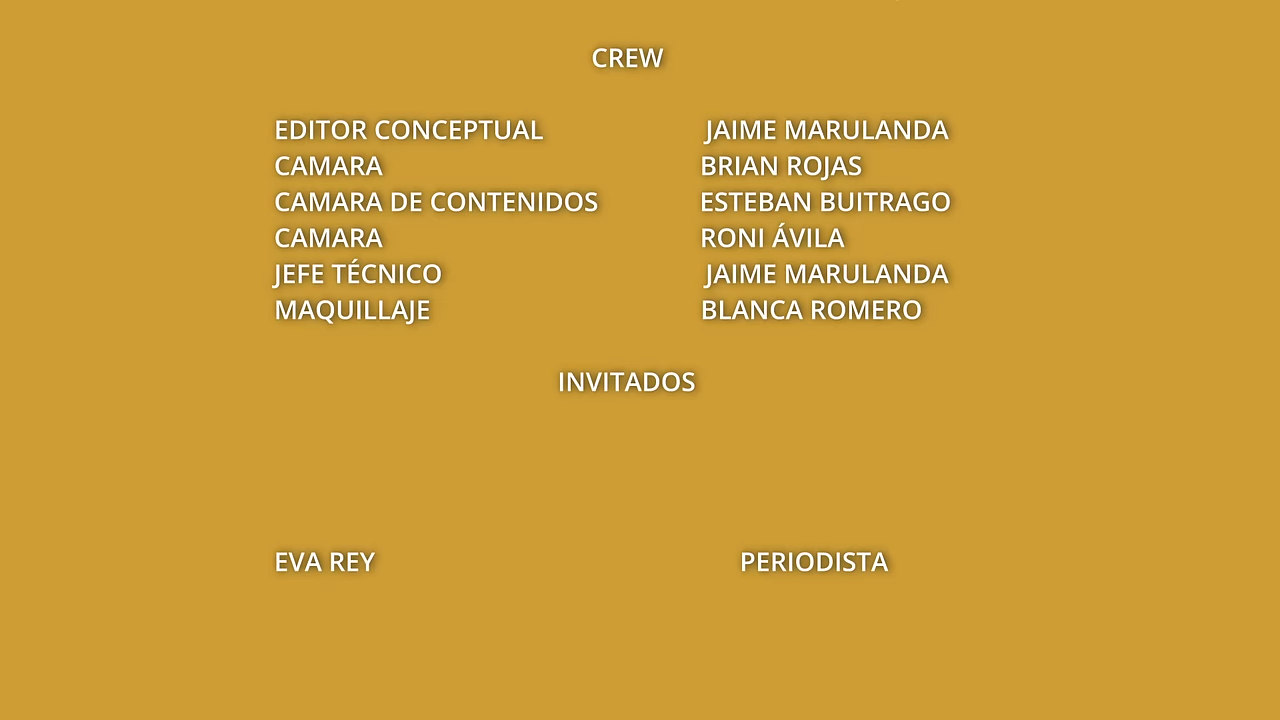 CREW
EDITOR CONCEPTUAL JAIME MARULANDA
CAMARA BRIAN ROJAS
CAMARA DE CONTENIDOS ESTEBAN BUITRAGO
CAMARA RONI ÁVILA
JEFE TÉCNICO JAIME MARULANDA
MAQUILLAJE BLANCA ROMERO
INVITADOS
EVA REY PERIODISTA